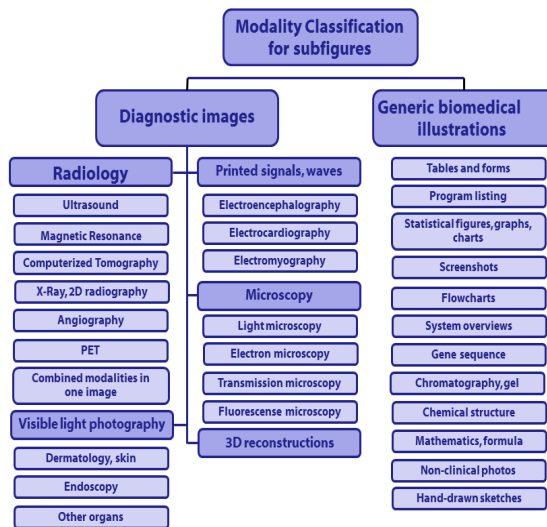 Modality Classification
for subfigures
Diagnostic images
Generic biomedical
illustrations
Radiology
Ultrasound
Magnetic Resonance
Computerized Tomography
X-Ray, 2D radiography
Angiography
PET
Combined modalities in
one image
Visible light photography
Dermatology, skin
Endoscopy
Other organs
Printed signals, waves
Electroencephalography
Electrocardiography
Electromyography
Microscopy
Light microscopy
Electron microscopy
Transmission microscopy
Fluorescense microscopy
3D reconstructions
Tables and forms
Program listing
Statistical figures, graphs,
charts
Screenshots
Flowcharts
System overviews
Gene sequence
Chromatography, gel
Chemical structure
Mathematics, formula
Non-clinical photos
Hand-drawn sketches